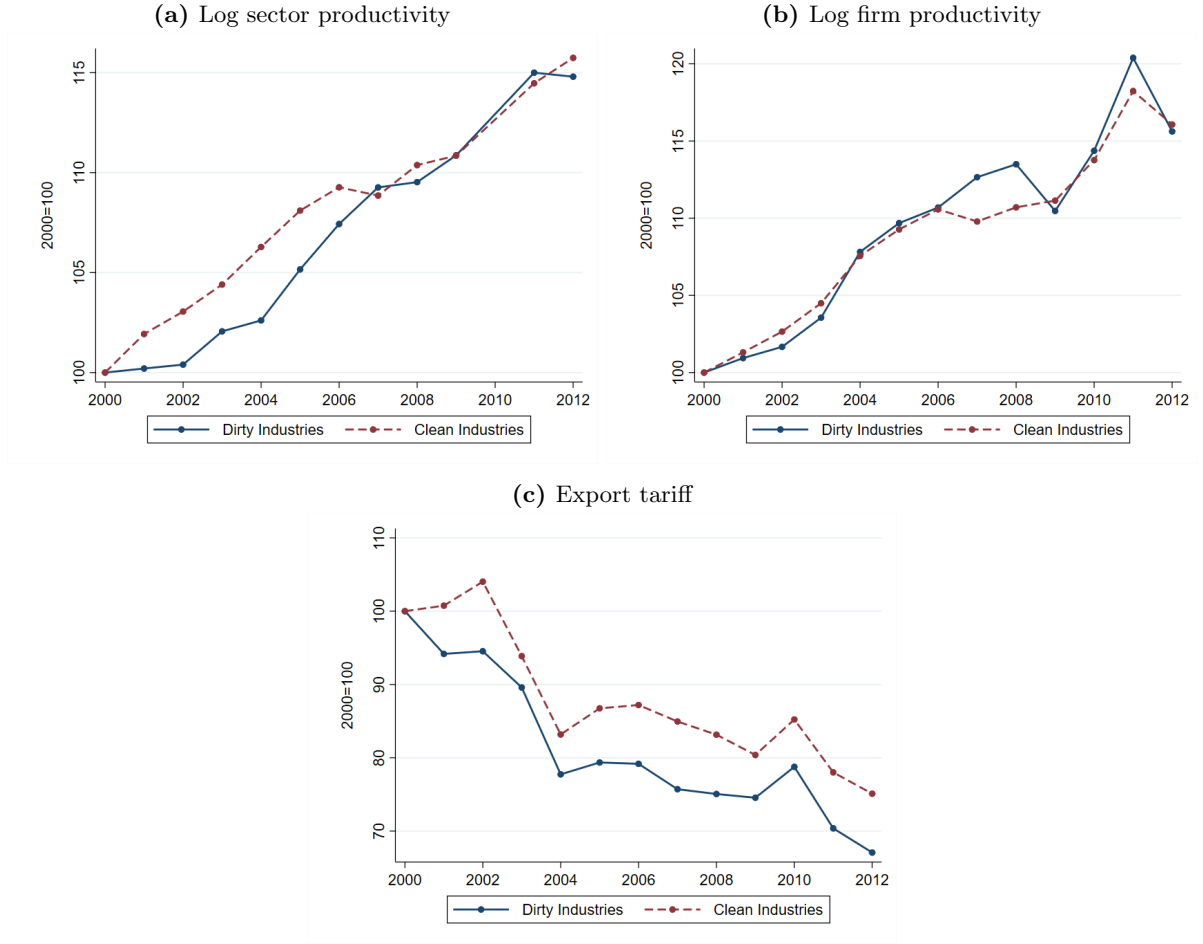 (a) Log sector productivity
115
110
105
100
2000=100
2000 2002 2004 2006 2008 2010 2012
Dirty Industries Clean Industries
(b) Log firm productivity
120
115
110
105
100
2000=100
2000 2002 2004 2006 2008 2010 2012
Dirty Industries Clean Industries
(c) Export tariff
110
100
90
80
70
2000=100
2000 2002 2004 2006 2008 2010 2012
Dirty Industries Clean Industries